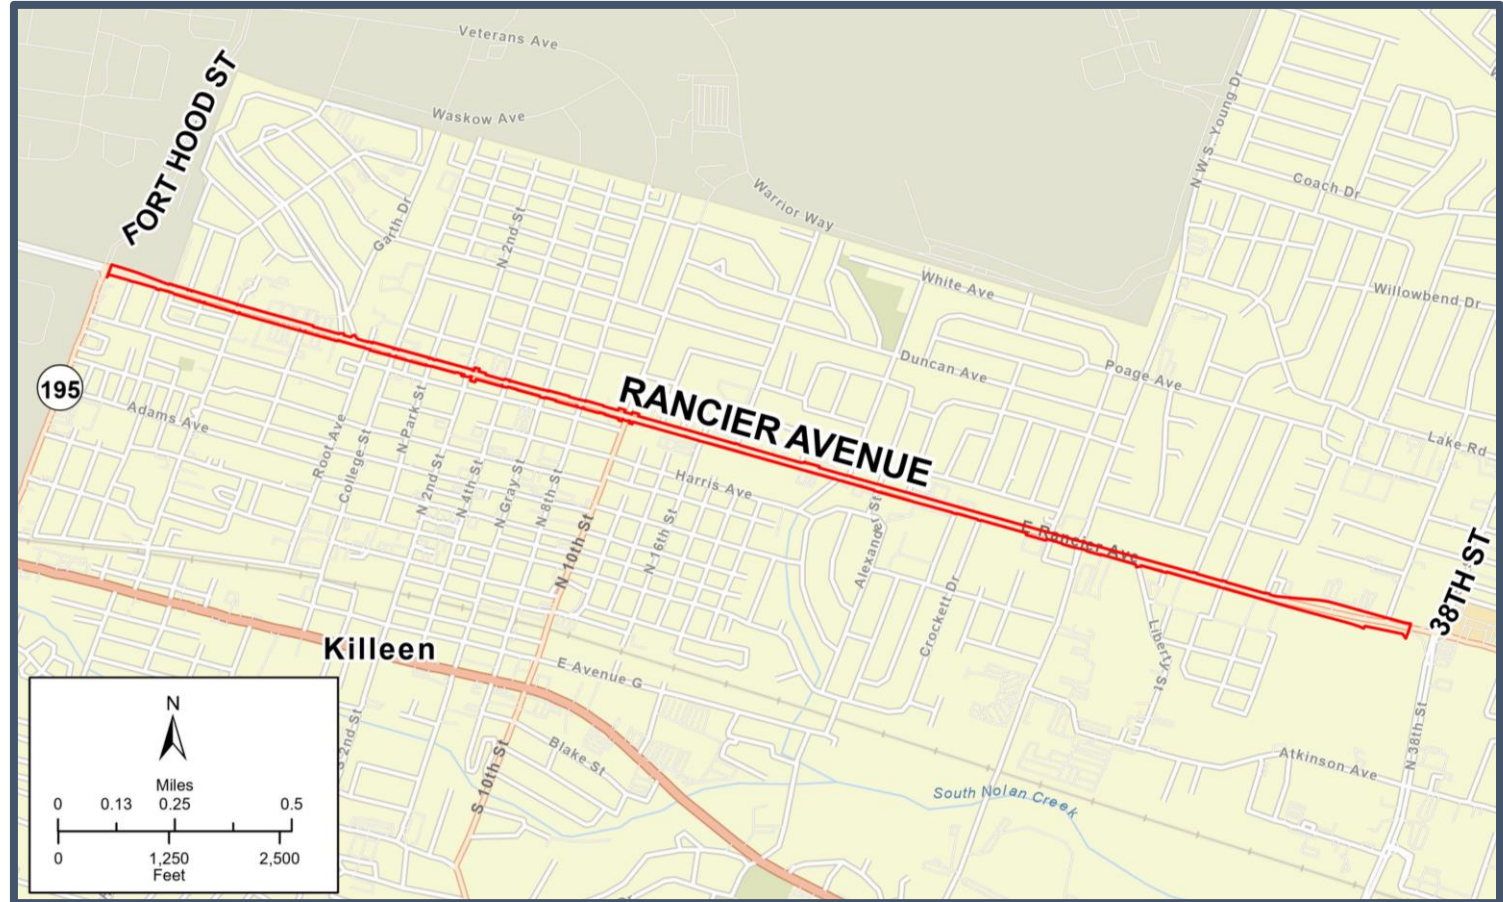 Veterans Ave
Waskow Ave
FORT HOOD ST
Garth Dr
N 2nd St
Warrior Way
N W.S. Young Dr
Coach Dr
White Ave
Willowbend Dr
195
Adams Ave
Root Ave
College St
N Park St
N 2nd St
N 4th St
N Gray St
N 8th St
RANCIER AVENUE
Duncan Ave
Poage Ave
Lake Rd
Harris Ave
N 10th St
N 16th St
Alexander St
Crockett Dr
E Rancier Ave
38TH ST
Liberty St
Killeen
E Avenue G
S 2nd St
S 10th St
Blake St
South Nolan Creek
Atkinson Ave
N 38th St
N
Miles
0 0.13 0.25 0.5
0 1,250 2,500
Feet